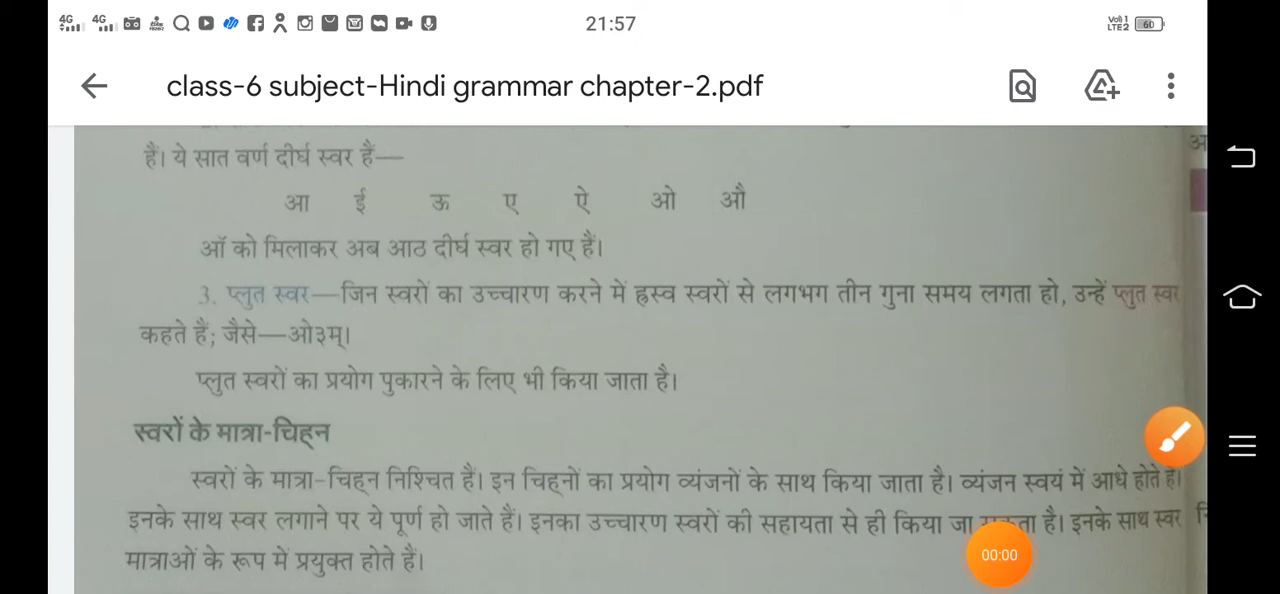 21:57
60
class-6 subject-Hindi grammar chapter-2.pdf
हैं। ये सात वर्ण दीर्घ स्वर हैं—
आ ई ऊ ए ऐ ओ औ
ऑ को मिलाकर अब आठ दीर्घ स्वर हो गए हैं।
3. प्लुत स्वर—जिन स्वरों का उच्चारण करने में ह्रस्व स्वरों से लगभग तीन गुना समय लगता हो, उन्हें प्लुत स्वर
कहते हैं; जैसे—ओ३म्।
प्लुत स्वरों का प्रयोग पुकारने के लिए भी किया जाता है।
स्वरों के मात्रा-चिह्न
स्वरों के मात्रा-चिह्न निश्चित हैं। इन चिह्नों का प्रयोग व्यंजनों के साथ किया जाता है। व्यंजन स्वयं में आधे होते हैं।
इनके साथ स्वर लगाने पर ये पूर्ण हो जाते हैं। इनका उच्चारण स्वरों की सहायता से ही किया जा है। इनके साथ स्वर
मात्राओं के रूप में प्रयुक्त होते हैं।
00:00